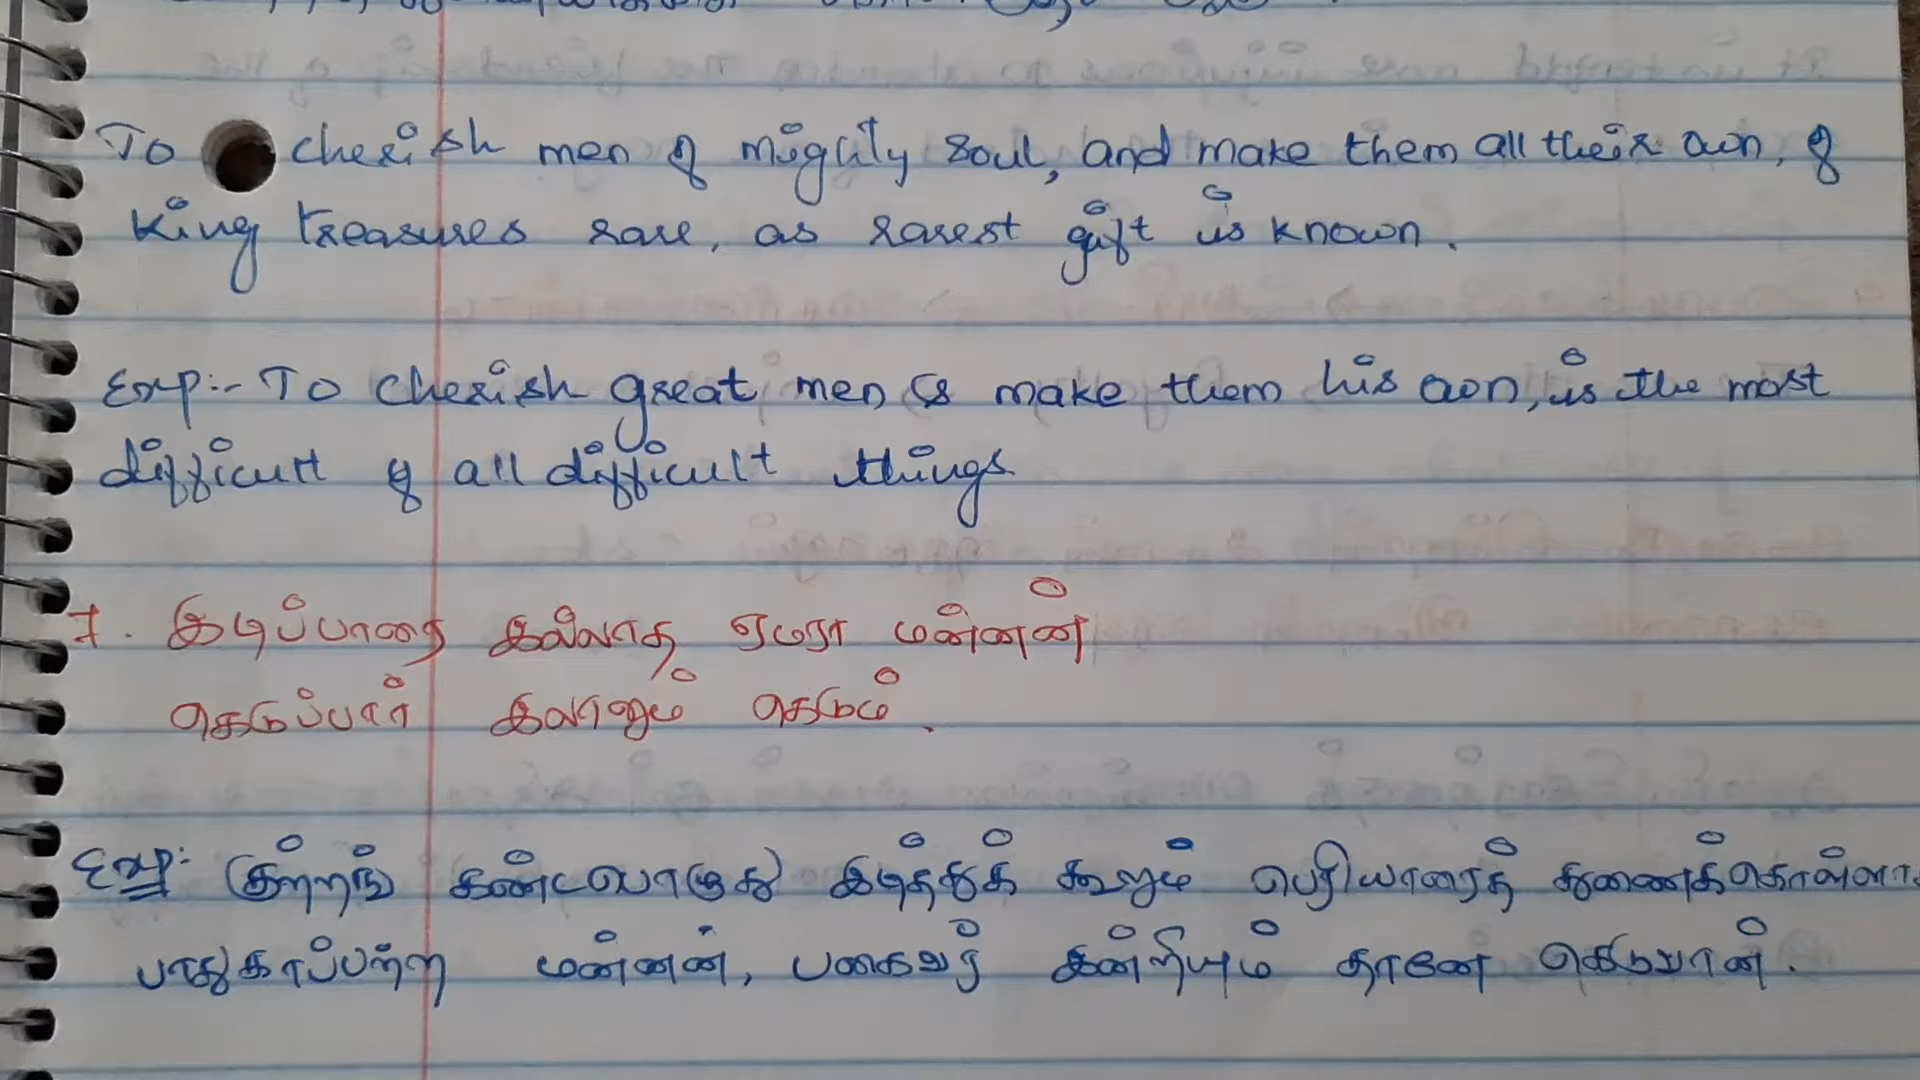 To cherish men of mighty soul, and make them all their own, of
King treasures rare, as rarest gift is known.
Exp:- To cherish great men & make them his own, is the most
difficult of all difficult things
7. இடிப்பாரை இல்லாத ஏமரா மன்னன்
கெடுப்பார் இலானும் கெடும்.
Exp: குற்றங் கண்டபொழுது இடித்துக் கூறும் பெரியாரைத் துணைக்கொள்ளா
பாதுகாப்பற்ற மன்னன், பகைவர் இன்றியும் தானே கெடுவான்.